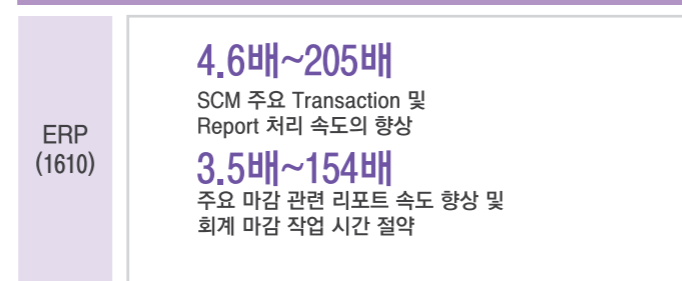 ERP
(1610)
4.6배~205배
SCM 주요 Transaction 및
Report 처리 속도의 향상
3.5배~154배
주요 마감 관련 리포트 속도 향상 및
회계 마감 작업 시간 절약